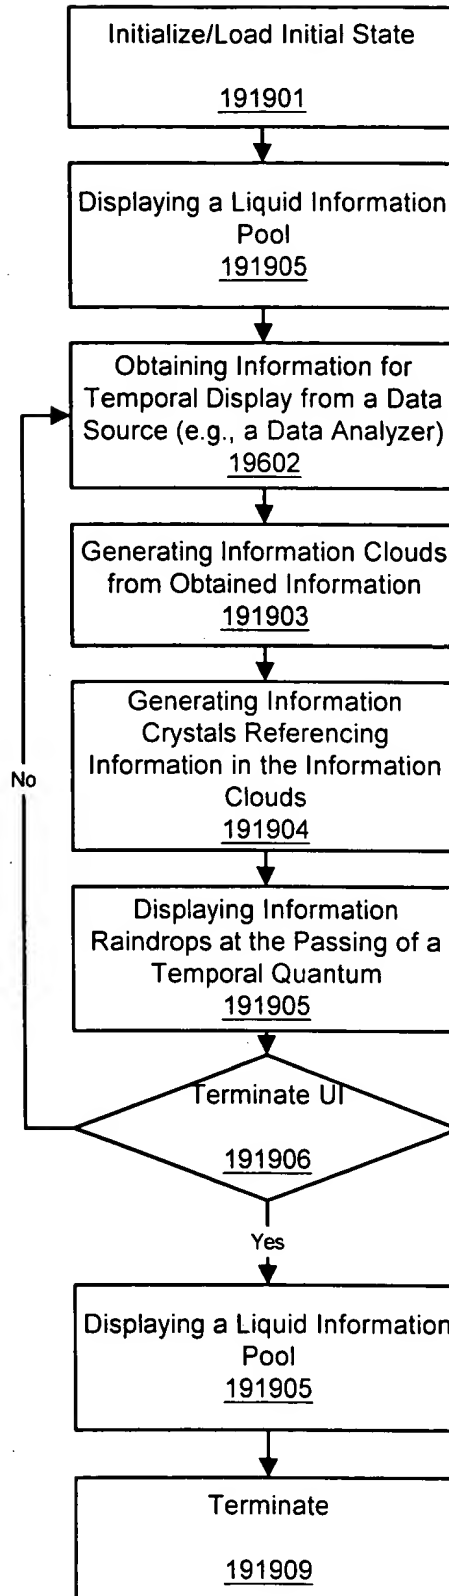 Initialize/Load Initial State
191901
Displaying a Liquid Information
Pool
191905
Obtaining Information for
Temporal Display from a Data
Source (e.g., a Data Analyzer)
19602
Generating Information Clouds
from Obtained Information
191903
Generating Information
Crystals Referencing
Information in the Information
Clouds
191904
No
Displaying Information
Raindrops at the Passing of a
Temporal Quantum
191905
Terminate UI
191906
Yes
Displaying a Liquid Information
Pool
191905
Terminate
191909